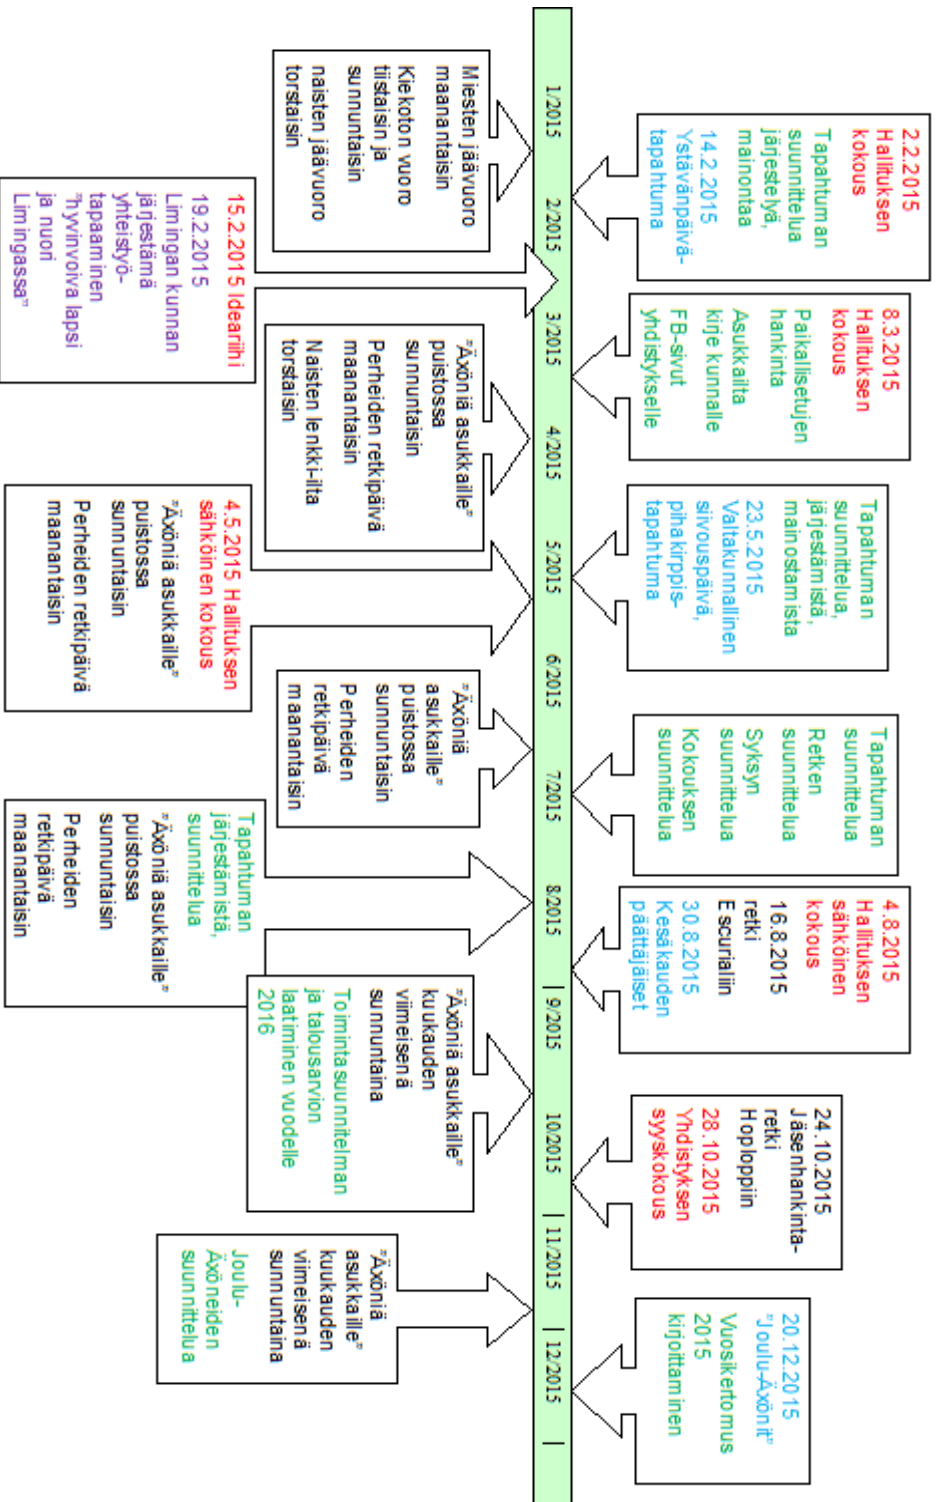 2.2.2015
Hallituksen
kokous
Tapahtuman
suunnittelua
järjestelyä,
mainontaa
14.2.2015
Ystävänpäivä-
tapahtuma
8.3.2015
Hallituksen
kokous
Paikallisetujen
hankinta
Asukkailta
kirje kunnalle
FB-sivut
yhdistykselle
Tapahtuman
suunnittelua,
järjestämistä,
mainostamista
23.5.2015
Valtakunnallinen
siivouspäivä,
pihakirppis-
tapahtuma
Tapahtuman
suunnittelua
Retken
suunnittelua
Syksyn
suunnittelua
Kokouksen
suunnittelua
4.8.2015
Hallituksen
sähköinen
kokous
16.8.2015
retki
Escurialiin
30.8.2015
Kesäkauden
päättäjäiset
24.10.2015
Jäsenhankinta-
retki
Hoploppiin
28.10.2015
Yhdistyksen
syyskokous
20.12.2015
"Joulu-Äxönit"
Vuosikertomus
2015
kirjoittaminen
1/2015 2/2015 3/2015 4/2015 5/2015 6/2015 7/2015 8/2015 | 9/2015 10/2015 | 11/2015 | 12/2015 |
Miesten jäävuoro
maanantaisin
Kiekoton vuoro
tiistaisin ja
sunnuntaisin
naisten jäävuoro
torstaisin
15.2.2015 Ideariihi
19.2.2015
Limingan kunnan
järjestämä
yhteistyö-
tapaaminen
"hyvinvoiva lapsi
ja nuori
Limingassa"
"Äxöniä asukkaille"
puistossa
sunnuntaisin
Perheiden retkipäivä
maanantaisin
Naisten lenkki-ilta
torstaisin
4.5.2015 Hallituksen
sähköinen kokous
"Äxöniä asukkaille"
puistossa
sunnuntaisin
Perheiden retkipäivä
maanantaisin
"Äxöniä
asukkaille"
puistossa
sunnuntaisin
Perheiden
retkipäivä
maanantaisin
Tapahtuman
järjestämistä,
suunnittelua
"Äxöniä asukkaille"
puistossa
sunnuntaisin
Perheiden
retkipäivä
maanantaisin
"Äxöniä asukkaille"
kuukauden
viimeisenä
sunnuntaina
Toimintasuunnitelman
ja talousarvion
laatiminen vuodelle
2016
"Äxöniä
asukkaille"
kuukauden
viimeisenä
sunnuntaina
Joulu-
Äxöneiden
suunnittelua